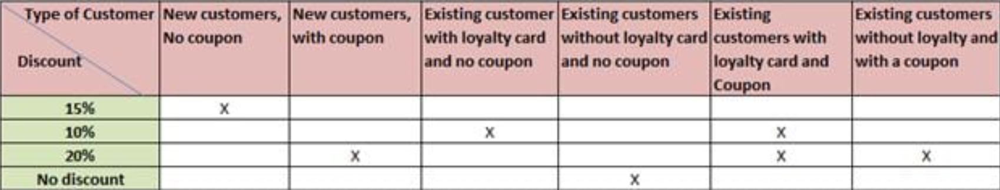 Type of Customer
Discount
New customers,
No coupon
New customers,
with coupon
Existing customer
with loyalty card
and no coupon
Existing customers
without loyalty card
and no coupon
Existing
customers with
loyalty card and
Coupon
Existing customers
without loyalty and
with a coupon
15% X
10% X X
20% X X X
No discount X